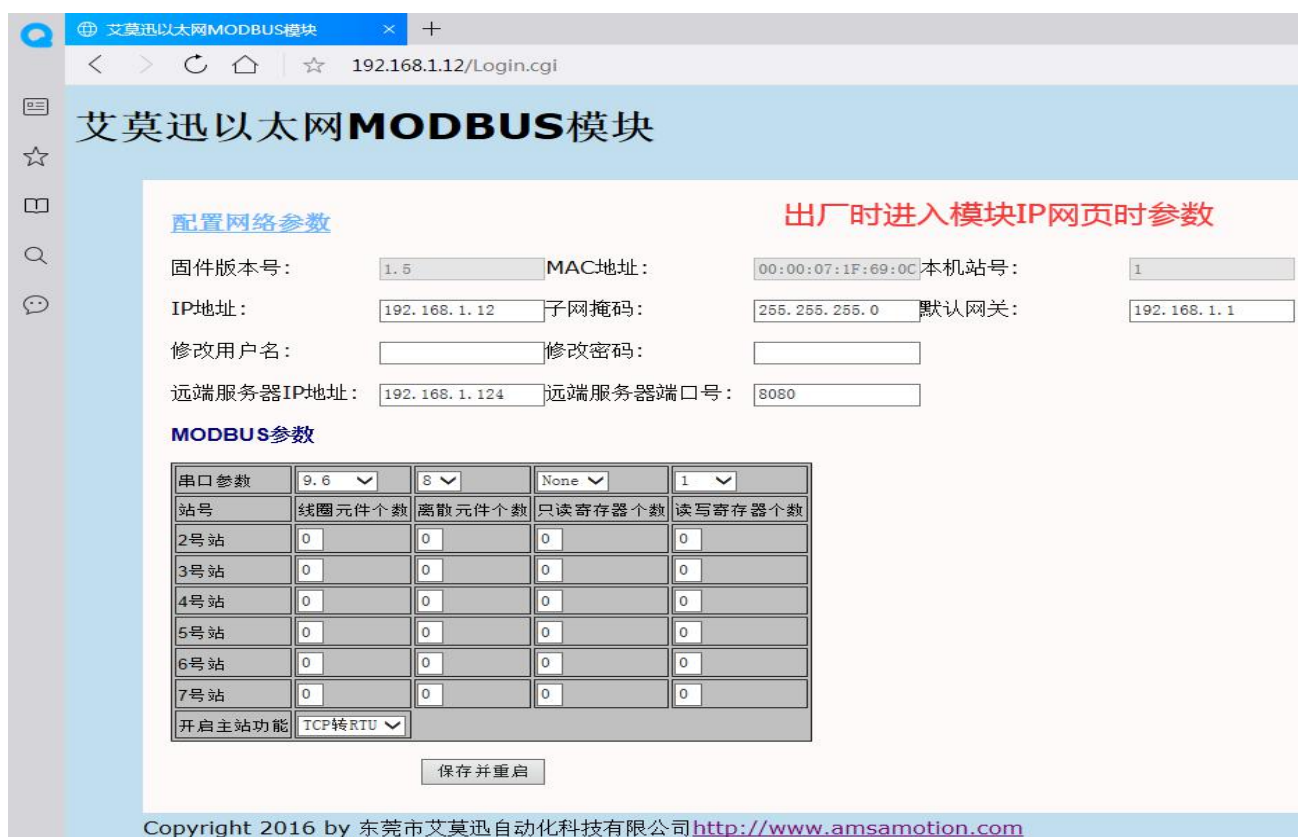 艾莫迅以太网MODBUS模块
192.168.1.12/Login.cgi
艾莫迅以太网MODBUS模块
配置网络参数 出厂时进入模块IP网页时参数
固件版本号: 1.5 MAC地址: 00:00:07:1F:69:0C 本机站号: 1
IP地址: 192.168.1.12 子网掩码: 255.255.255.0 默认网关: 192.168.1.1
修改用户名: 修改密码:
远端服务器IP地址: 192.168.1.124 远端服务器端口号: 8080
MODBUS参数
串口参数 9.6 8 None 1
站号 线圈元件个数 离散元件个数 只读寄存器个数 读写寄存器个数
2号站 0 0 0 0
3号站 0 0 0 0
4号站 0 0 0 0
5号站 0 0 0 0
6号站 0 0 0 0
7号站 0 0 0 0
开启主站功能 TCP转RTU
保存并重启
Copyright 2016 by 东莞市艾莫迅自动化科技有限公司http://www.amsamotion.com